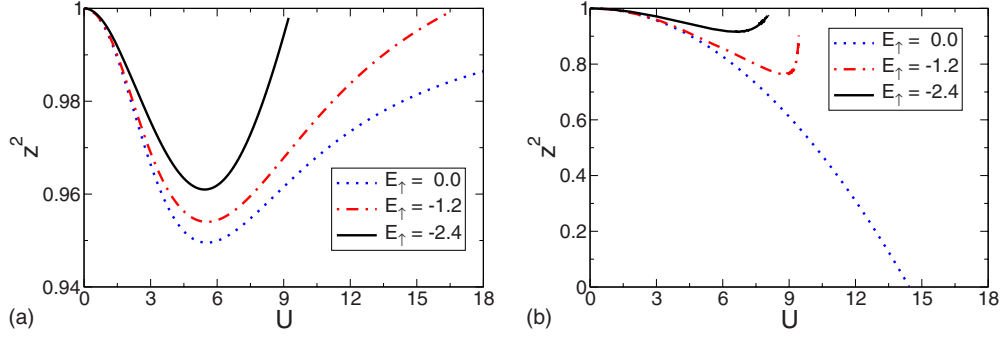 1
0.98
0.96
0.94
z²
E↑ = 0.0
E↑ = -1.2
E↑ = -2.4
0 3 6 9 12 15 18
(a) U
1
0.8
0.6
0.4
0.2
0
z²
E↑ = 0.0
E↑ = -1.2
E↑ = -2.4
0 3 6 9 12 15 18
(b) U